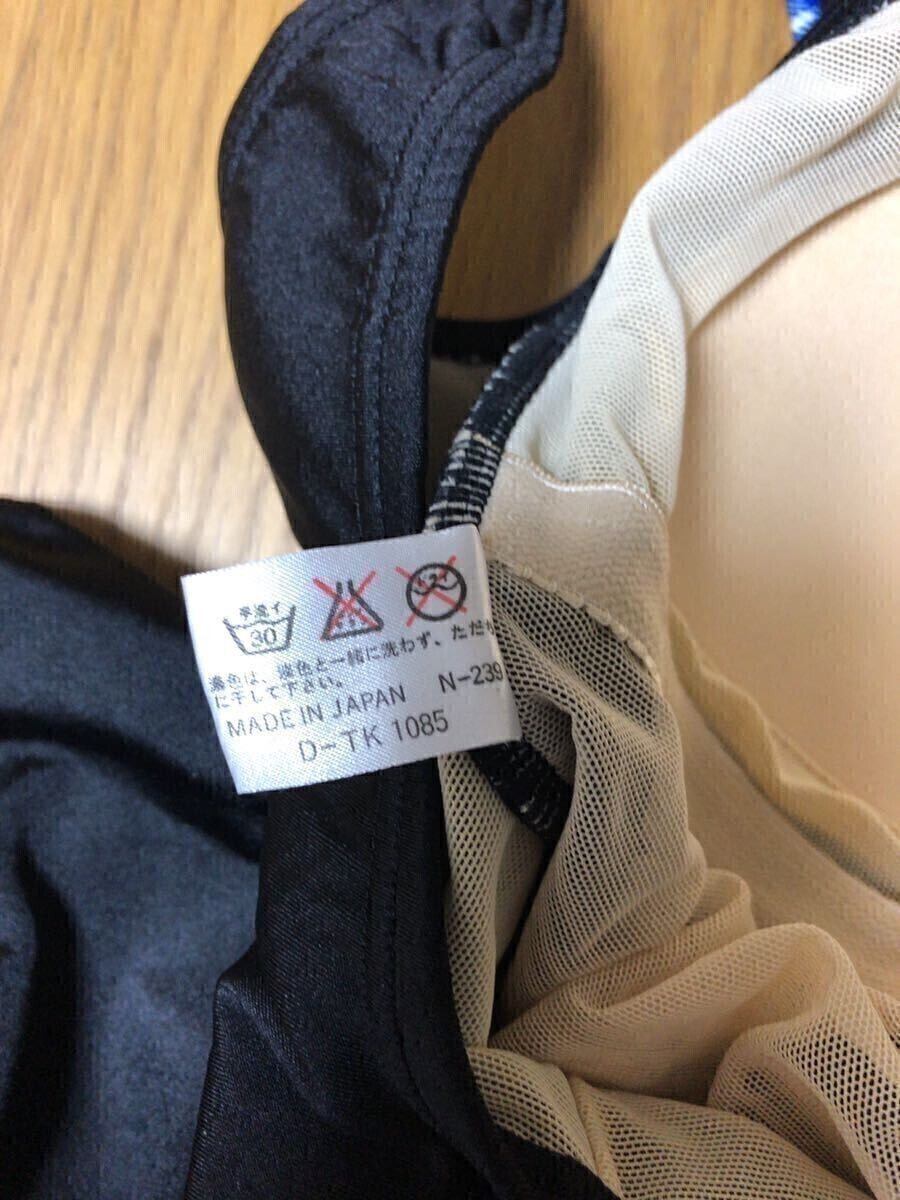 手洗イ
30
濃色は、淡色と一緒に洗わず、ただち
に干して下さい。
MADE IN JAPAN N-239
D-TK 1085